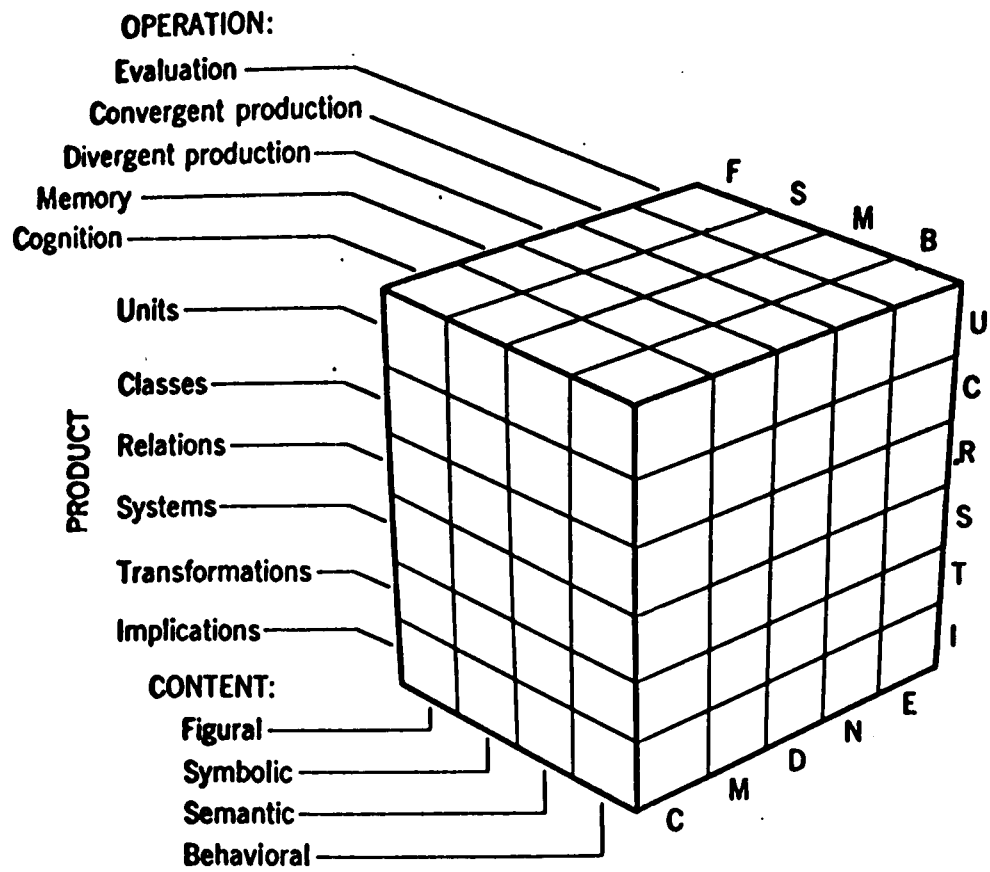 OPERATION:
Evaluation
Convergent production
Divergent production
Memory
Cognition
F
S
M
B
PRODUCT
Units
Classes
Relations
Systems
Transformations
Implications
U
C
R
S
T
I
CONTENT:
Figural
Symbolic
Semantic
Behavioral
C
M
D
N
E